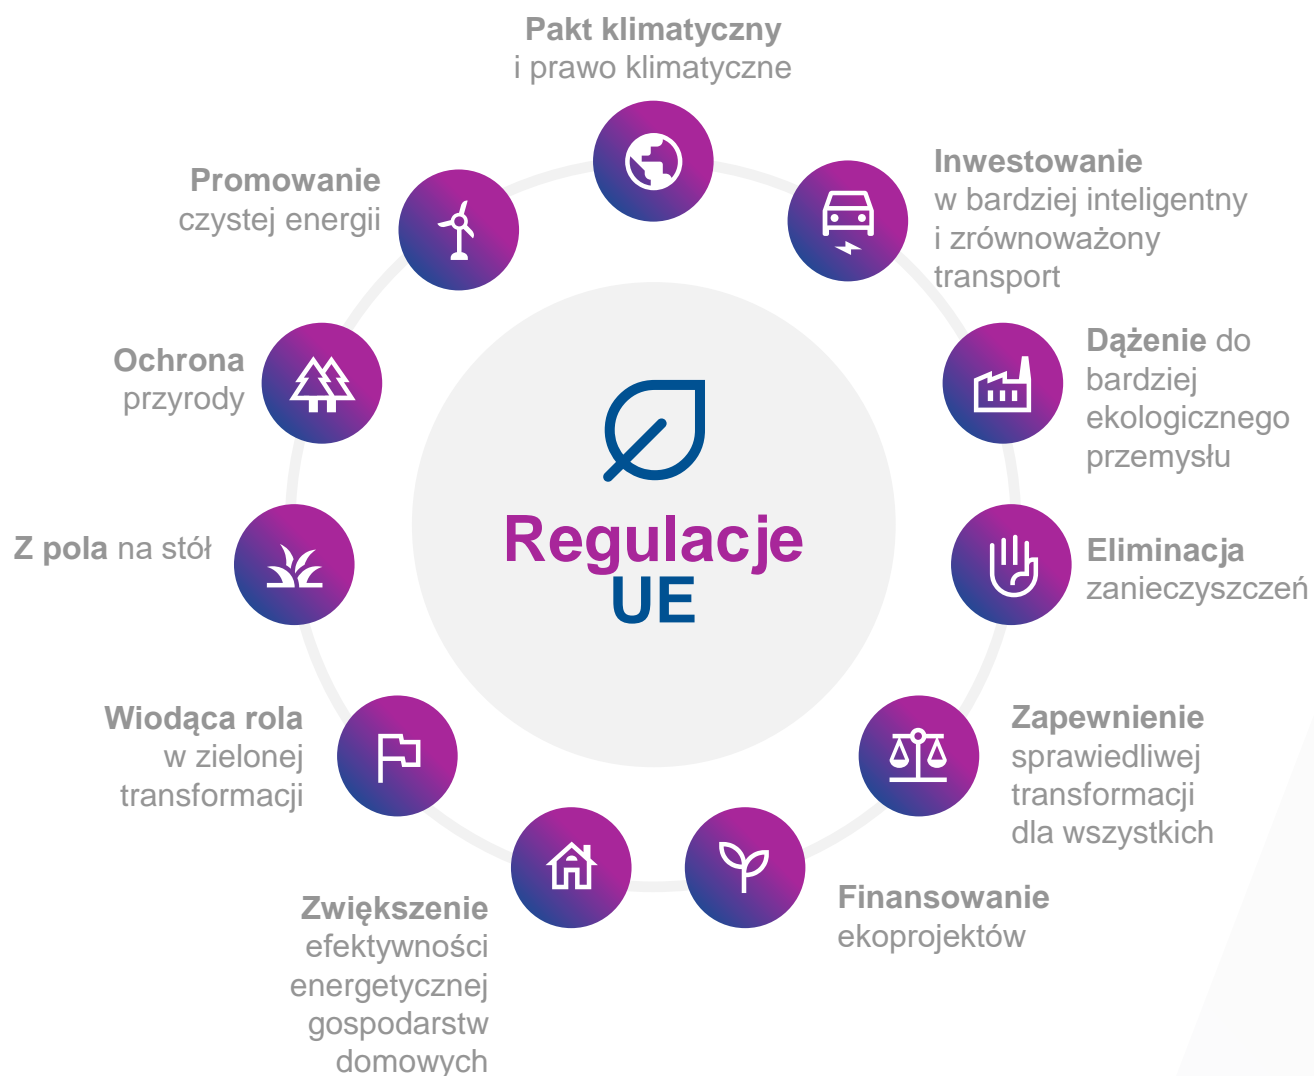 Pakt klimatyczny
i prawo klimatyczne
Inwestowanie
w bardziej inteligentny
i zrównoważony
transport
Dążenie do
bardziej
ekologicznego
przemysłu
Eliminacja
zanieczyszczeń
Zapewnienie
sprawiedliwej
transformacji
dla wszystkich
Finansowanie
ekoprojektów
Zwiększenie
efektywności
energetycznej
gospodarstw
domowych
Wiodąca rola
w zielonej
transformacji
Z pola na stół
Ochrona
przyrody
Promowanie
czystej energii
Regulacje
UE